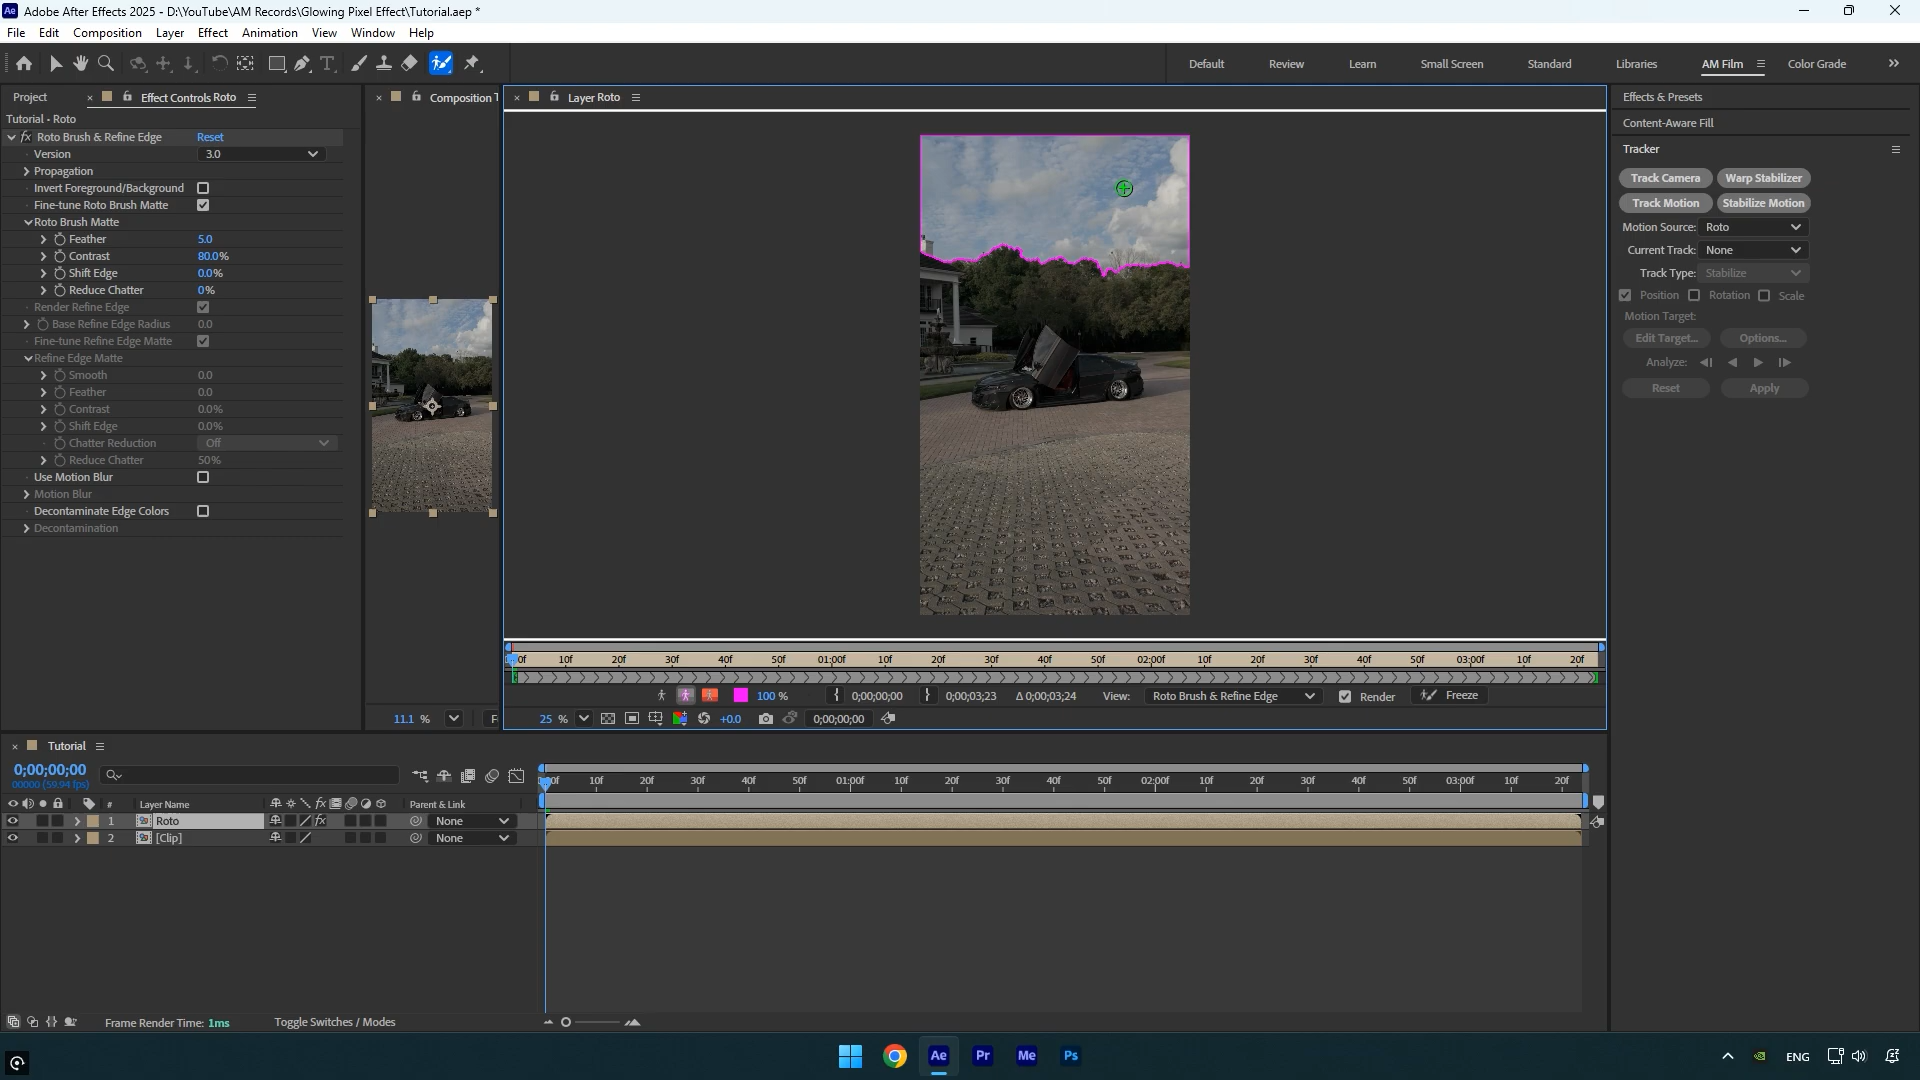 Adobe After Effects 2025 - D:\YouTube\AM Records\Glowing Pixel Effect\Tutorial.aep *
File Edit Composition Layer Effect Animation View Window Help
Default Review Learn Small Screen Standard Libraries AM Film Color Grade
Project Effect Controls Roto
Composition T
Layer Roto
Tutorial - Roto
Roto Brush & Refine Edge Reset
Version 3.0
Propagation
Invert Foreground/Background
Fine-tune Roto Brush Matte
Roto Brush Matte
Feather 5.0
Contrast 80.0%
Shift Edge 0.0%
Reduce Chatter 0%
Render Refine Edge
Base Refine Edge Radius 0.0
Fine-tune Refine Edge Matte
Refine Edge Matte
Smooth 0.0
Feather 0.0
Contrast 0.0%
Shift Edge 0.0%
Chatter Reduction Off
Reduce Chatter 50%
Use Motion Blur
Motion Blur
Decontaminate Edge Colors
Decontamination
11.1 %
Effects & Presets
Content-Aware Fill
Tracker
Track Camera Warp Stabilizer
Track Motion Stabilize Motion
Motion Source: Roto
Current Track: None
Track Type: Stabilize
Position Rotation Scale
Motion Target:
Edit Target... Options...
Analyze:
Reset Apply
0f 10f 20f 30f 40f 50f 01:00f 10f 20f 30f 40f 50f 02:00f 10f 20f 30f 40f 50f 03:00f 10f 20f
100 % 0;00;00;00 0;00;03;23 Δ 0;00;03;24 View: Roto Brush & Refine Edge Render Freeze
25 % +0.0 0;00;00;00
Tutorial
0;00;00;00
00000 (59.94 fps)
00f 10f 20f 30f 40f 50f 01:00f 10f 20f 30f 40f 50f 02:00f 10f 20f 30f 40f 50f 03:00f 10f 20f
# Layer Name Parent & Link
1 Roto None
2 [Clip] None
Frame Render Time: 1ms Toggle Switches / Modes
Ae Pr Me Ps
ENG